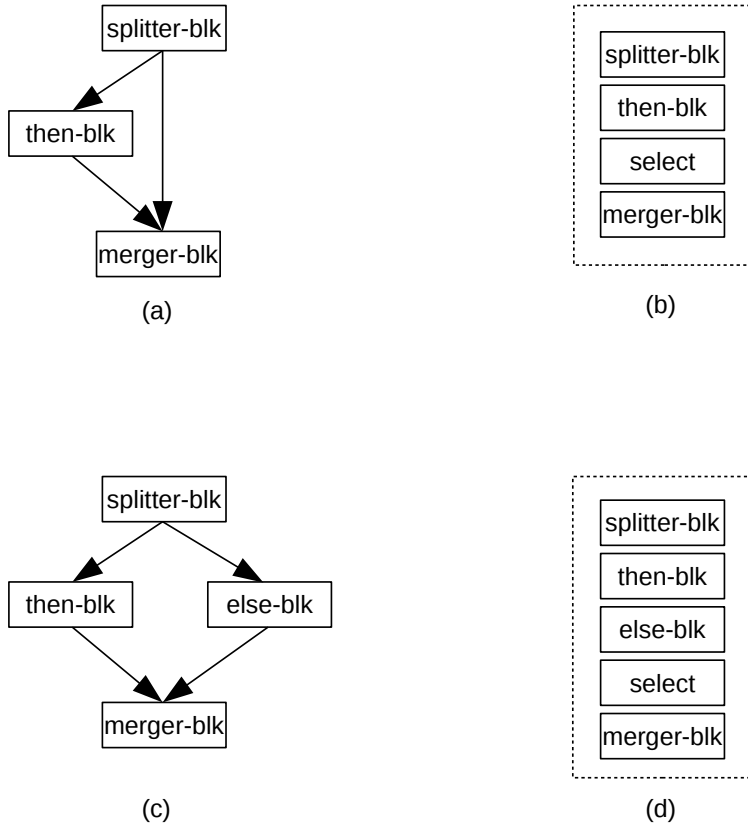 splitter-blk
then-blk
merger-blk
(a)
splitter-blk
then-blk
select
merger-blk
(b)
splitter-blk
then-blk else-blk
merger-blk
(c)
splitter-blk
then-blk
else-blk
select
merger-blk
(d)